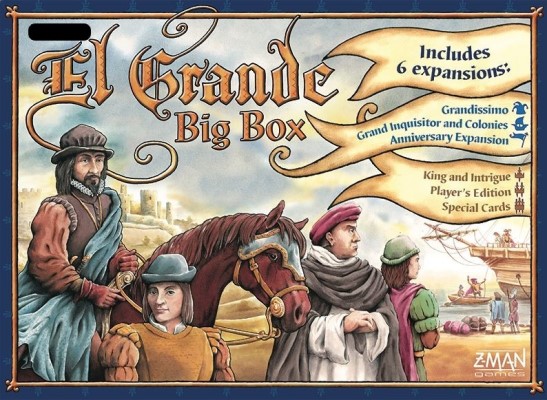 El Grande
Big Box
Includes
6 expansions:
Grandissimo
Grand Inquisitor and Colonies
Anniversary Expansion
King and Intrigue
Player's Edition
Special Cards
Z-MAN
games